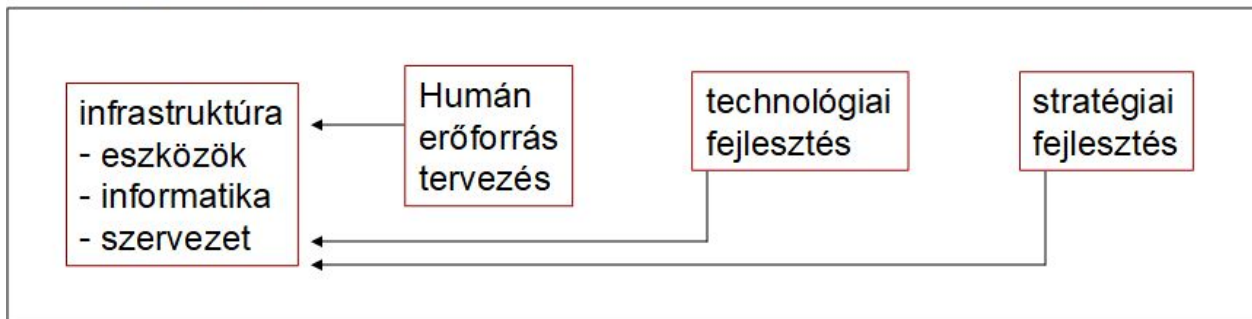 infrastruktúra
- eszközök
- informatika
- szervezet
Humán
erőforrás
tervezés
technológiai
fejlesztés
stratégiai
fejlesztés